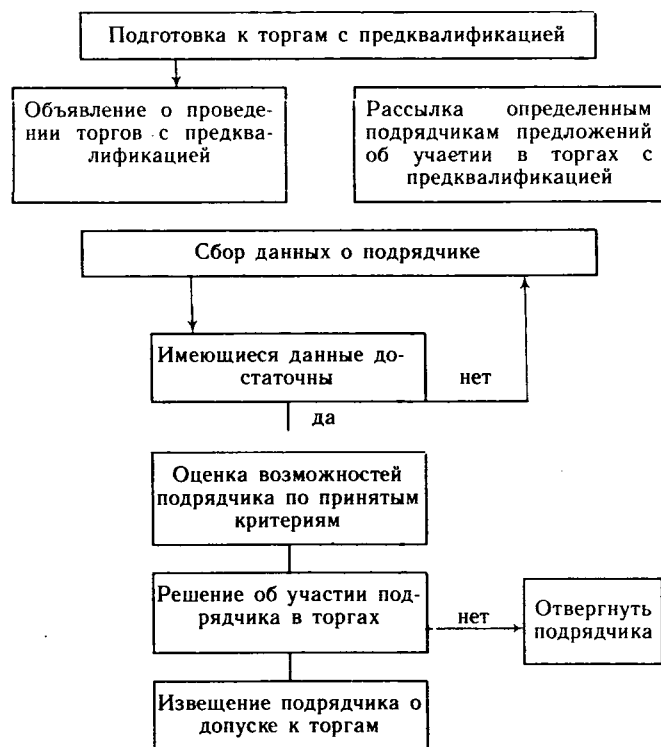 Подготовка к торгам с предквалификацией
Объявление о проведе-
нии торгов с предква-
лификацией
Рассылка определенным
подрядчикам предложений
об учаетии в торгах с
предквалификацией
Сбор данных о подрядчике
Имеющиеся данные до-
статочны
нет
да
Оценка возможностей
подрядчика по принятым
критериям
Решение об участии под-
рядчика в торгах
нет
Отвергнуть
подрядчика
Извещение подрядчика о
допуске к торгам